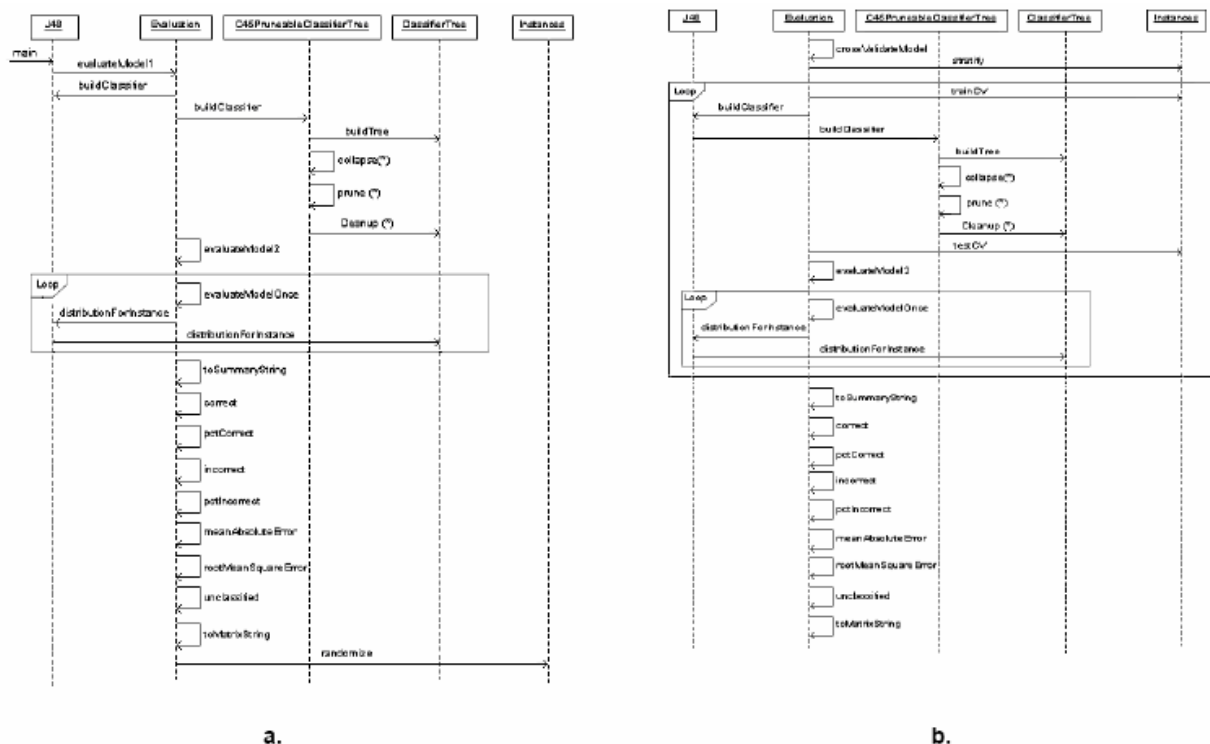 J48 Evaluation C45PruneableClassifierTree ClassifierTree Instances
main
evaluateModel1
buildClassifier
buildClassifier
buildTree
collapse(*)
prune (*)
Cleanup (*)
evaluateModel2
Loop
evaluateModelOnce
distributionForInstance
distributionForInstance
toSummaryString
correct
pctCorrect
incorrect
pctIncorrect
meanAbsoluteError
rootMeanSquareError
unclassified
toMatrixString
randomize
a.
J48 Evaluation C45PruneableClassifierTree ClassifierTree Instances
crossValidateModel
stratify
Loop
trainCV
buildClassifier
buildClassifier
buildTree
collapse(*)
prune (*)
Cleanup (*)
testCV
Loop
evaluateModelOnce
distributionForInstance
distributionForInstance
toSummaryString
correct
pctCorrect
incorrect
pctIncorrect
meanAbsoluteError
rootMeanSquareError
unclassified
toMatrixString
b.